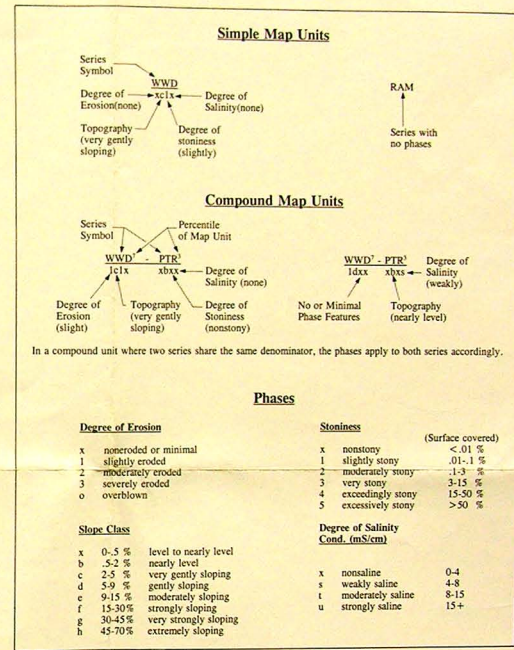 Simple Map Units
Series
Symbol
WWD
Degree of
Erosion(none)
xc1x
Degree of
Salinity(none)
Topography
(very gently
sloping)
Degree of
stoniness
(slightly)
RAM
Series with
no phases
Compound Map Units
Series
Symbol
Percentile
of Map Unit
WWD⁷ - PTR³
1c1x xbxx
Degree of
Salinity (none)
Degree of
Erosion
(slight)
Topography
(very gently
sloping)
Degree of
Stoniness
(nonstony)
WWD⁷ - PTR³
1dxx xbxs
Degree of
Salinity
(weakly)
No or Minimal
Phase Features
Topography
(nearly level)
In a compound unit where two series share the same denominator, the phases apply to both series accordingly.
Phases
Degree of Erosion
x noneroded or minimal
1 slightly eroded
2 moderately eroded
3 severely eroded
o overblown
Stoniness
(Surface covered)
x nonstony <.01 %
1 slightly stony .01-.1 %
2 moderately stony .1-3 %
3 very stony 3-15 %
4 exceedingly stony 15-50 %
5 excessively stony >50 %
Slope Class
x 0-.5 % level to nearly level
b .5-2 % nearly level
c 2-5 % very gently sloping
d 5-9 % gently sloping
e 9-15 % moderately sloping
f 15-30% strongly sloping
g 30-45% very strongly sloping
h 45-70% extremely sloping
Degree of Salinity
Cond. (mS/cm)
x nonsaline 0-4
s weakly saline 4-8
t moderately saline 8-15
u strongly saline 15+